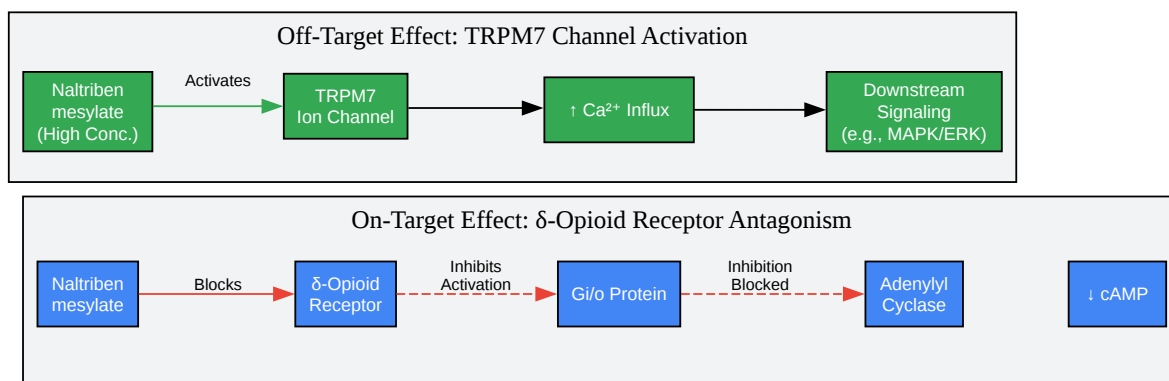 Off-Target Effect: TRPM7 Channel Activation
Naltriben
mesylate
(High Conc.)
Activates
TRPM7
Ion Channel
↑ Ca²⁺ Influx
Downstream
Signaling
(e.g., MAPK/ERK)
On-Target Effect: δ-Opioid Receptor Antagonism
Naltriben
mesylate
Blocks
δ-Opioid
Receptor
Inhibits
Activation
Gi/o Protein
Inhibition
Blocked
Adenylyl
Cyclase
↓ cAMP